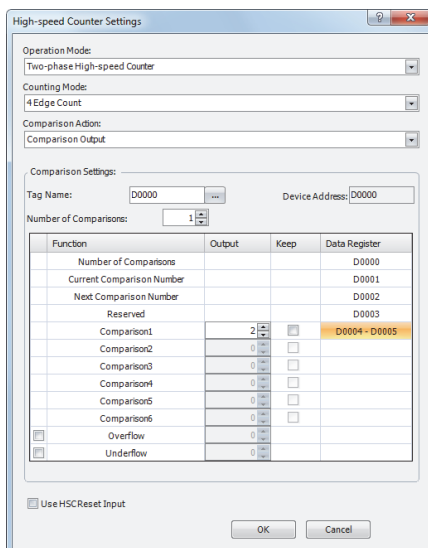 High-speed Counter Settings
Operation Mode:
Two-phase High-speed Counter
Counting Mode:
4 Edge Count
Comparison Action:
Comparison Output
Comparison Settings:
Tag Name: D0000 ... Device Address: D0000
Number of Comparisons: 1
Function Output Keep Data Register
Number of Comparisons D0000
Current Comparison Number D0001
Next Comparison Number D0002
Reserved D0003
Comparison1 2 D0004 - D0005
Comparison2 0
Comparison3 0
Comparison4 0
Comparison5 0
Comparison6 0
Overflow 0
Underflow 0
Use HSCReset Input
OK Cancel